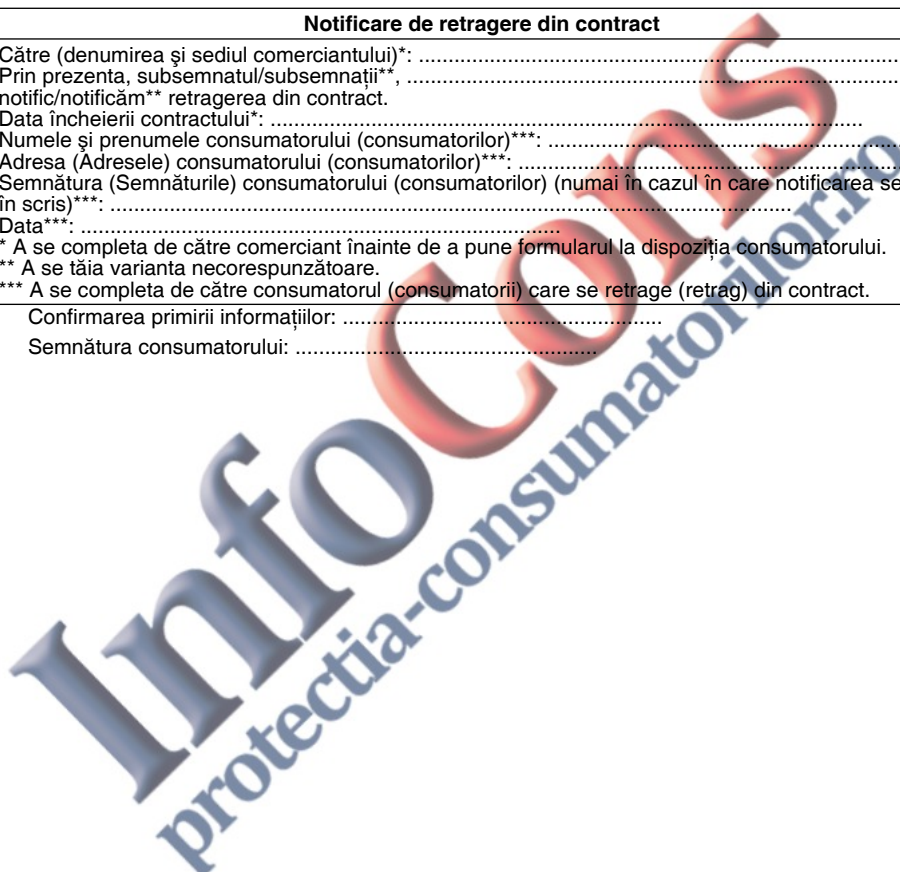 Notificare de retragere din contract
Către (denumirea şi sediul comerciantului)*: ....................................................................................
Prin prezenta, subsemnatul/subsemnații**, ......................................................................................
notific/notificăm** retragerea din contract.
Data încheierii contractului*: ........................................................................................................
Numele şi prenumele consumatorului (consumatorilor)***: .............................................................
Adresa (Adresele) consumatorului (consumatorilor)***: ..................................................................
Semnătura (Semnăturile) consumatorului (consumatorilor) (numai în cazul în care notificarea se
în scris)***: .......................................................................................................................
Data***: ....................................................................................
* A se completa de către comerciant înainte de a pune formularul la dispoziția consumatorului.
** A se tăia varianta necorespunzătoare.
*** A se completa de către consumatorul (consumatorii) care se retrage (retrag) din contract.
Confirmarea primirii informațiilor: ........................................................
Semnătura consumatorului: .....................................................
InfoCons
protectia-consumatorilor.ro